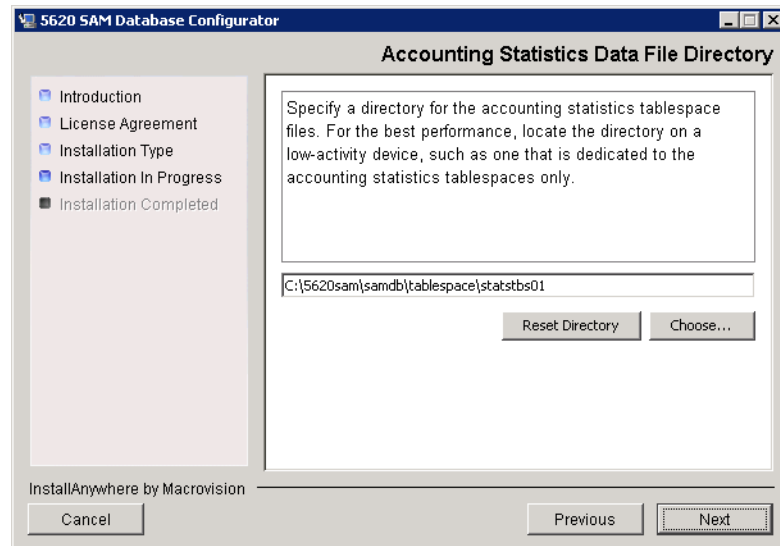 5620 SAM Database Configurator
Accounting Statistics Data File Directory
Introduction
License Agreement
Installation Type
Installation In Progress
Installation Completed
Specify a directory for the accounting statistics tablespace
files. For the best performance, locate the directory on a
low-activity device, such as one that is dedicated to the
accounting statistics tablespaces only.
C:\5620sam\samdb\tablespace\statstbs01
Reset Directory
Choose...
InstallAnywhere by Macrovision
Cancel
Previous
Next